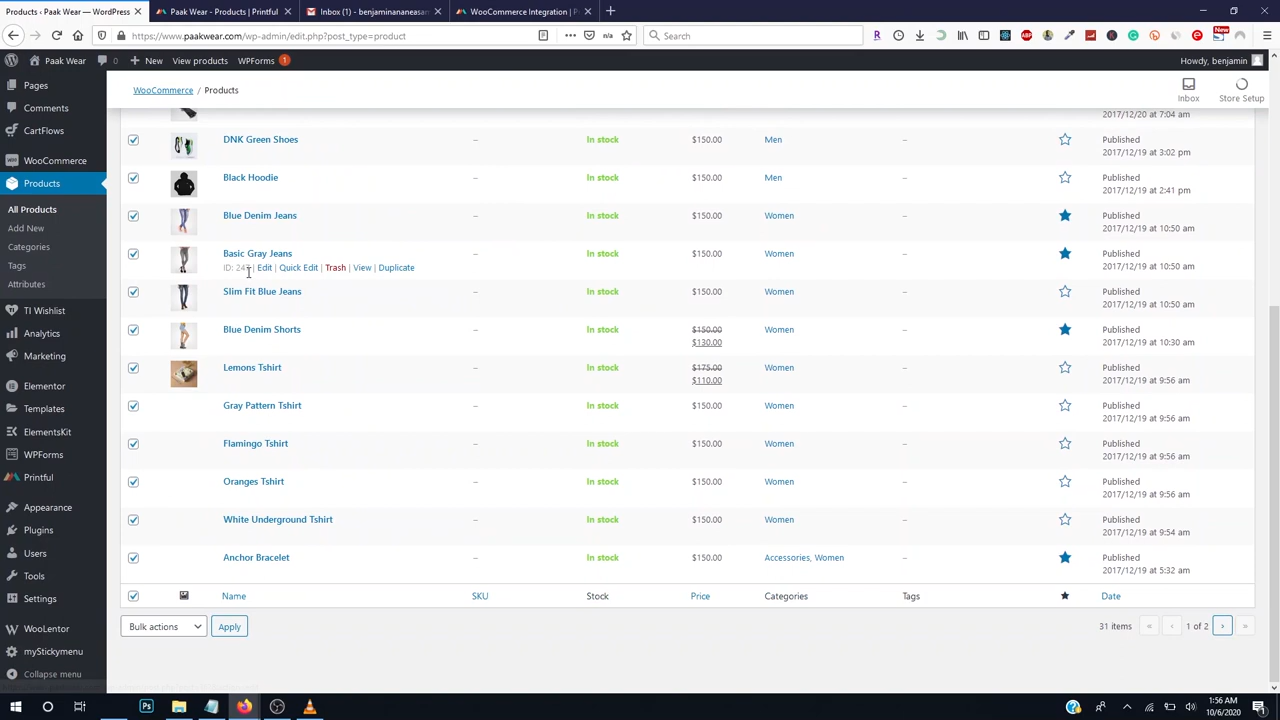 Products ‹ Paak Wear — WordPress
Paak Wear - Products | Printful
Inbox (1) - benjaminananeasan
WooCommerce Integration | P
https://www.paakwear.com/wp-admin/edit.php?post_type=product
n/a
Search
New
Paak Wear
0
New
View products
WPForms
1
Howdy, benjamin
WooCommerce / Products
Inbox
Store Setup
Pages
Comments
CartFlows
WooCommerce
Products
All Products
Add New
Categories
Tags
Attributes
TI Wishlist
Analytics
Marketing
Elementor
Templates
ElementsKit
WPForms
Printful
Appearance
Plugins
Users
Tools
Settings
WooLentor
myStickymenu
Collapse menu
2017/12/20 at 7:04 am
DNK Green Shoes – In stock $150.00 Men – Published
2017/12/19 at 3:02 pm
Black Hoodie – In stock $150.00 Men – Published
2017/12/19 at 2:41 pm
Blue Denim Jeans – In stock $150.00 Women – Published
2017/12/19 at 10:50 am
Basic Gray Jeans – In stock $150.00 Women – Published
ID: 247 | Edit | Quick Edit | Trash | View | Duplicate 2017/12/19 at 10:50 am
Slim Fit Blue Jeans – In stock $150.00 Women – Published
2017/12/19 at 10:50 am
Blue Denim Shorts – In stock $150.00 Women – Published
$130.00 2017/12/19 at 10:30 am
Lemons Tshirt – In stock $175.00 Women – Published
$110.00 2017/12/19 at 9:56 am
Gray Pattern Tshirt – In stock $150.00 Women – Published
2017/12/19 at 9:56 am
Flamingo Tshirt – In stock $150.00 Women – Published
2017/12/19 at 9:56 am
Oranges Tshirt – In stock $150.00 Women – Published
2017/12/19 at 9:56 am
White Underground Tshirt – In stock $150.00 Women – Published
2017/12/19 at 9:54 am
Anchor Bracelet – In stock $150.00 Accessories, Women – Published
2017/12/19 at 5:32 am
Name SKU Stock Price Categories Tags Date
Bulk actions Apply 31 items « ‹ 1 of 2 › »
1:56 AM
10/6/2020